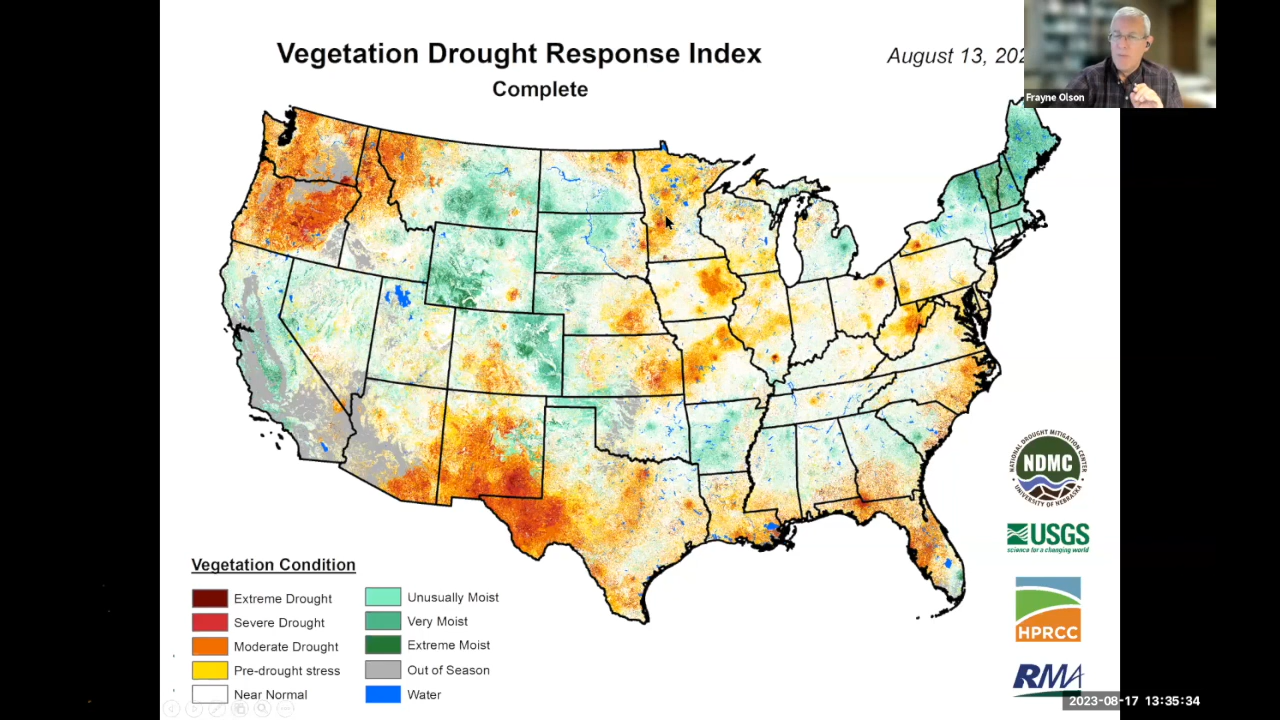 Vegetation Drought Response Index
Complete
August 13, 202
Frayne Olson
NATIONAL DROUGHT MITIGATION CENTER
NDMC
UNIVERSITY OF NEBRASKA
USGS
science for a changing world
HPRCC
RMA
Vegetation Condition
Extreme Drought
Severe Drought
Moderate Drought
Pre-drought stress
Near Normal
Unusually Moist
Very Moist
Extreme Moist
Out of Season
Water
2023-08-17 13:35:34